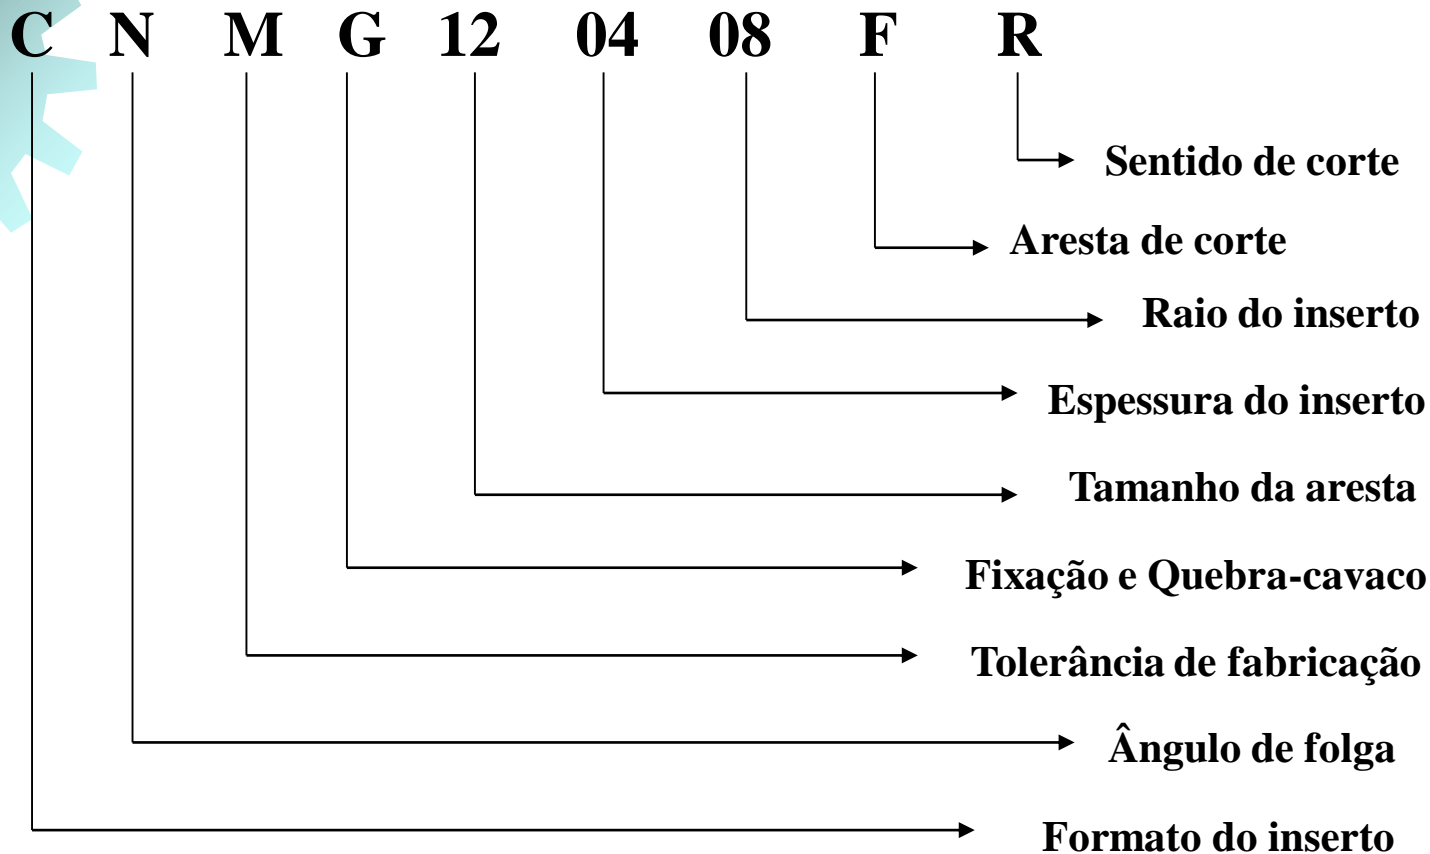 C N M G 12 04 08 F R
Sentido de corte
Aresta de corte
Raio do inserto
Espessura do inserto
Tamanho da aresta
Fixação e Quebra-cavaco
Tolerância de fabricação
Ângulo de folga
Formato do inserto